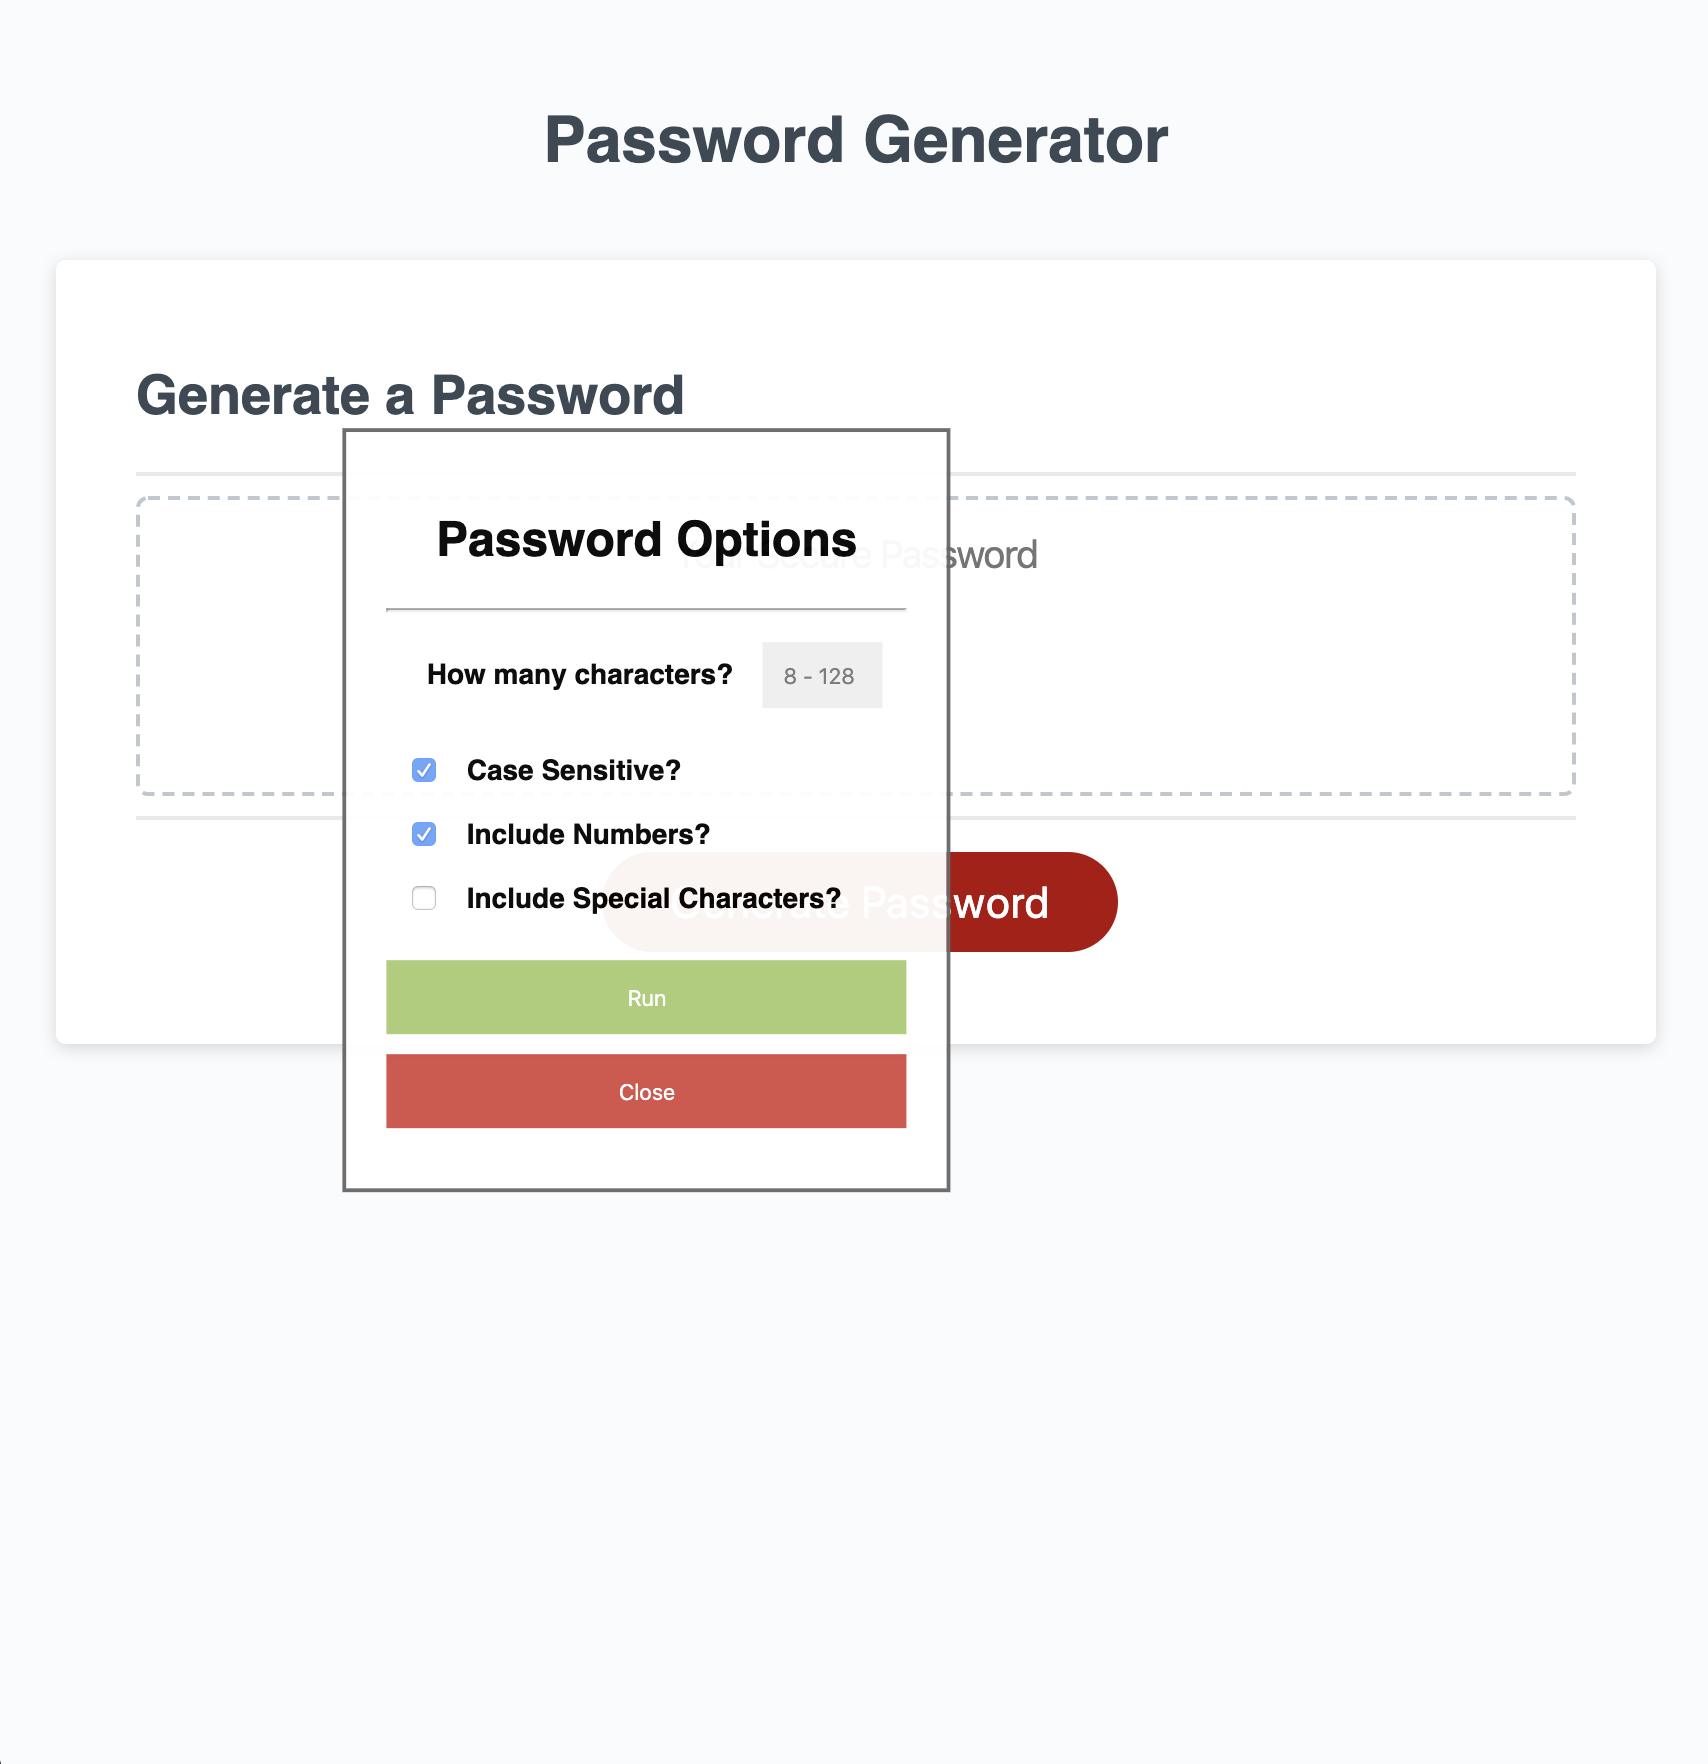 Password Generator
Generate a Password
Password Options
Your Secure Password
How many characters? 8 - 128
Case Sensitive?
Include Numbers?
Include Special Characters?
Generate Password
Run
Close